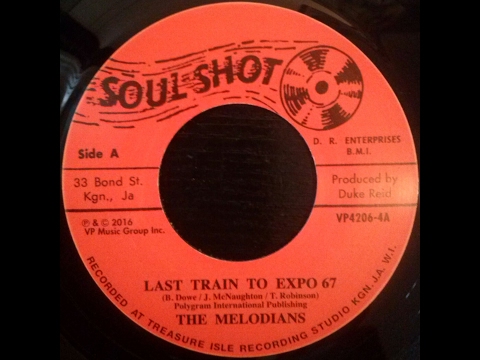 SOUL SHOT
D. R. ENTERPRISES
B.M.I.
Side A
33 Bond St.
Kgn., Ja
Produced by
Duke Reid
℗ & © 2016
VP Music Group Inc.
VP4206-4A
LAST TRAIN TO EXPO 67
(B. Dowe / J. McNaughton / T. Robinson)
Polygram International Publishing
THE MELODIANS
RECORDED AT TREASURE ISLE RECORDING STUDIO KGN. JA. W.I.